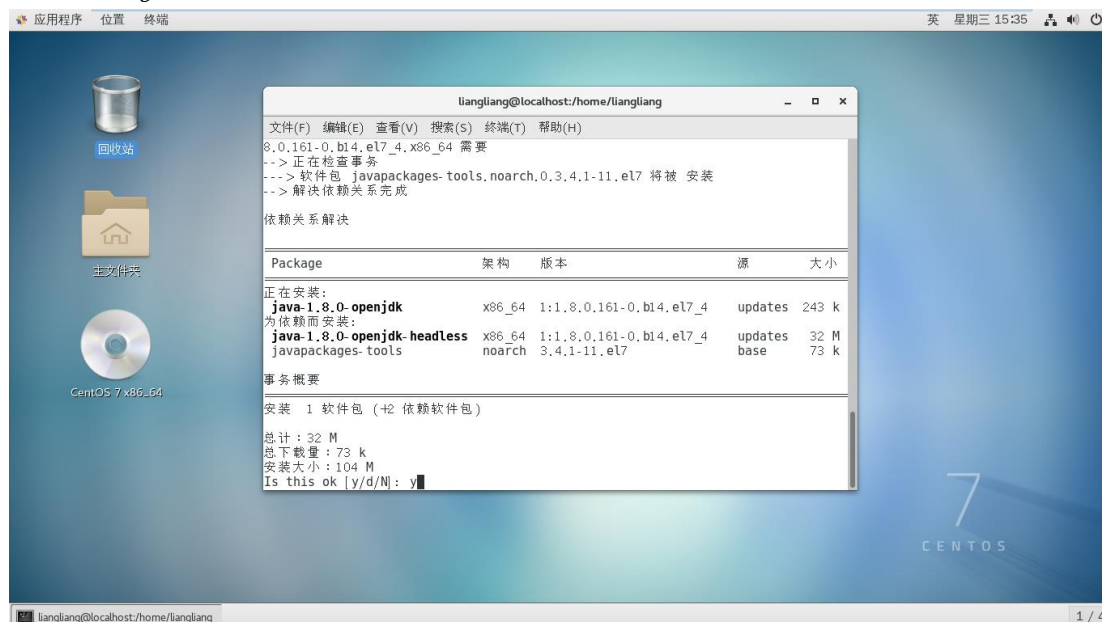 应用程序 位置 终端 英 星期三 15:35
liangliang@localhost:/home/liangliang
文件(F) 编辑(E) 查看(V) 搜索(S) 终端(T) 帮助(H)
回收站
主文件夹
CentOS 7 x86_64
8.0.161-0.b14.el7_4.x86_64 需要
--> 正在检查事务
---> 软件包 javapackages-tools.noarch.0.3.4.1-11.el7 将被 安装
--> 解决依赖关系完成
依赖关系解决
Package 架构 版本 源 大小
正在安装:
java-1.8.0-openjdk x86_64 1:1.8.0.161-0.b14.el7_4 updates 243 k
为依赖而安装:
java-1.8.0-openjdk-headless x86_64 1:1.8.0.161-0.b14.el7_4 updates 32 M
javapackages-tools noarch 3.4.1-11.el7 base 73 k
事务概要
安装 1 软件包 (+2 依赖软件包)
总计:32 M
总下载量:73 k
安装大小:104 M
Is this ok [y/d/N]: y
7
CENTOS
liangliang@localhost:/home/liangliang
1 / 4